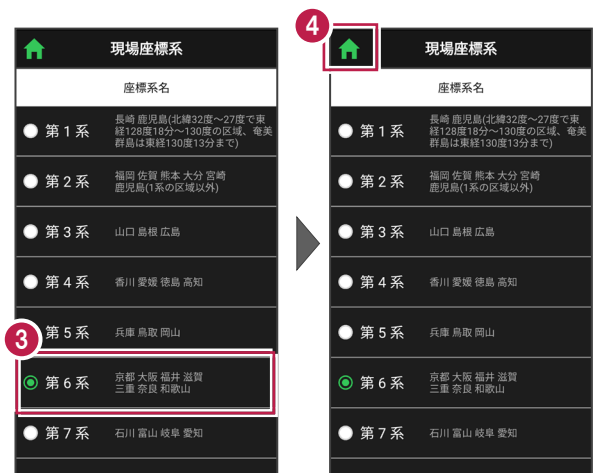 現場座標系
座標系名
第1系
長崎 鹿児島(北緯32度～27度で東
経128度18分～130度の区域、奄美
群島は東経130度13分まで)
第2系
福岡 佐賀 熊本 大分 宮崎
鹿児島(1系の区域以外)
第3系
山口 島根 広島
第4系
香川 愛媛 徳島 高知
3
第5系
兵庫 鳥取 岡山
第6系
京都 大阪 福井 滋賀
三重 奈良 和歌山
第7系
石川 富山 岐阜 愛知
4
現場座標系
座標系名
第1系
長崎 鹿児島(北緯32度～27度で東
経128度18分～130度の区域、奄美
群島は東経130度13分まで)
第2系
福岡 佐賀 熊本 大分 宮崎
鹿児島(1系の区域以外)
第3系
山口 島根 広島
第4系
香川 愛媛 徳島 高知
第5系
兵庫 鳥取 岡山
第6系
京都 大阪 福井 滋賀
三重 奈良 和歌山
第7系
石川 富山 岐阜 愛知